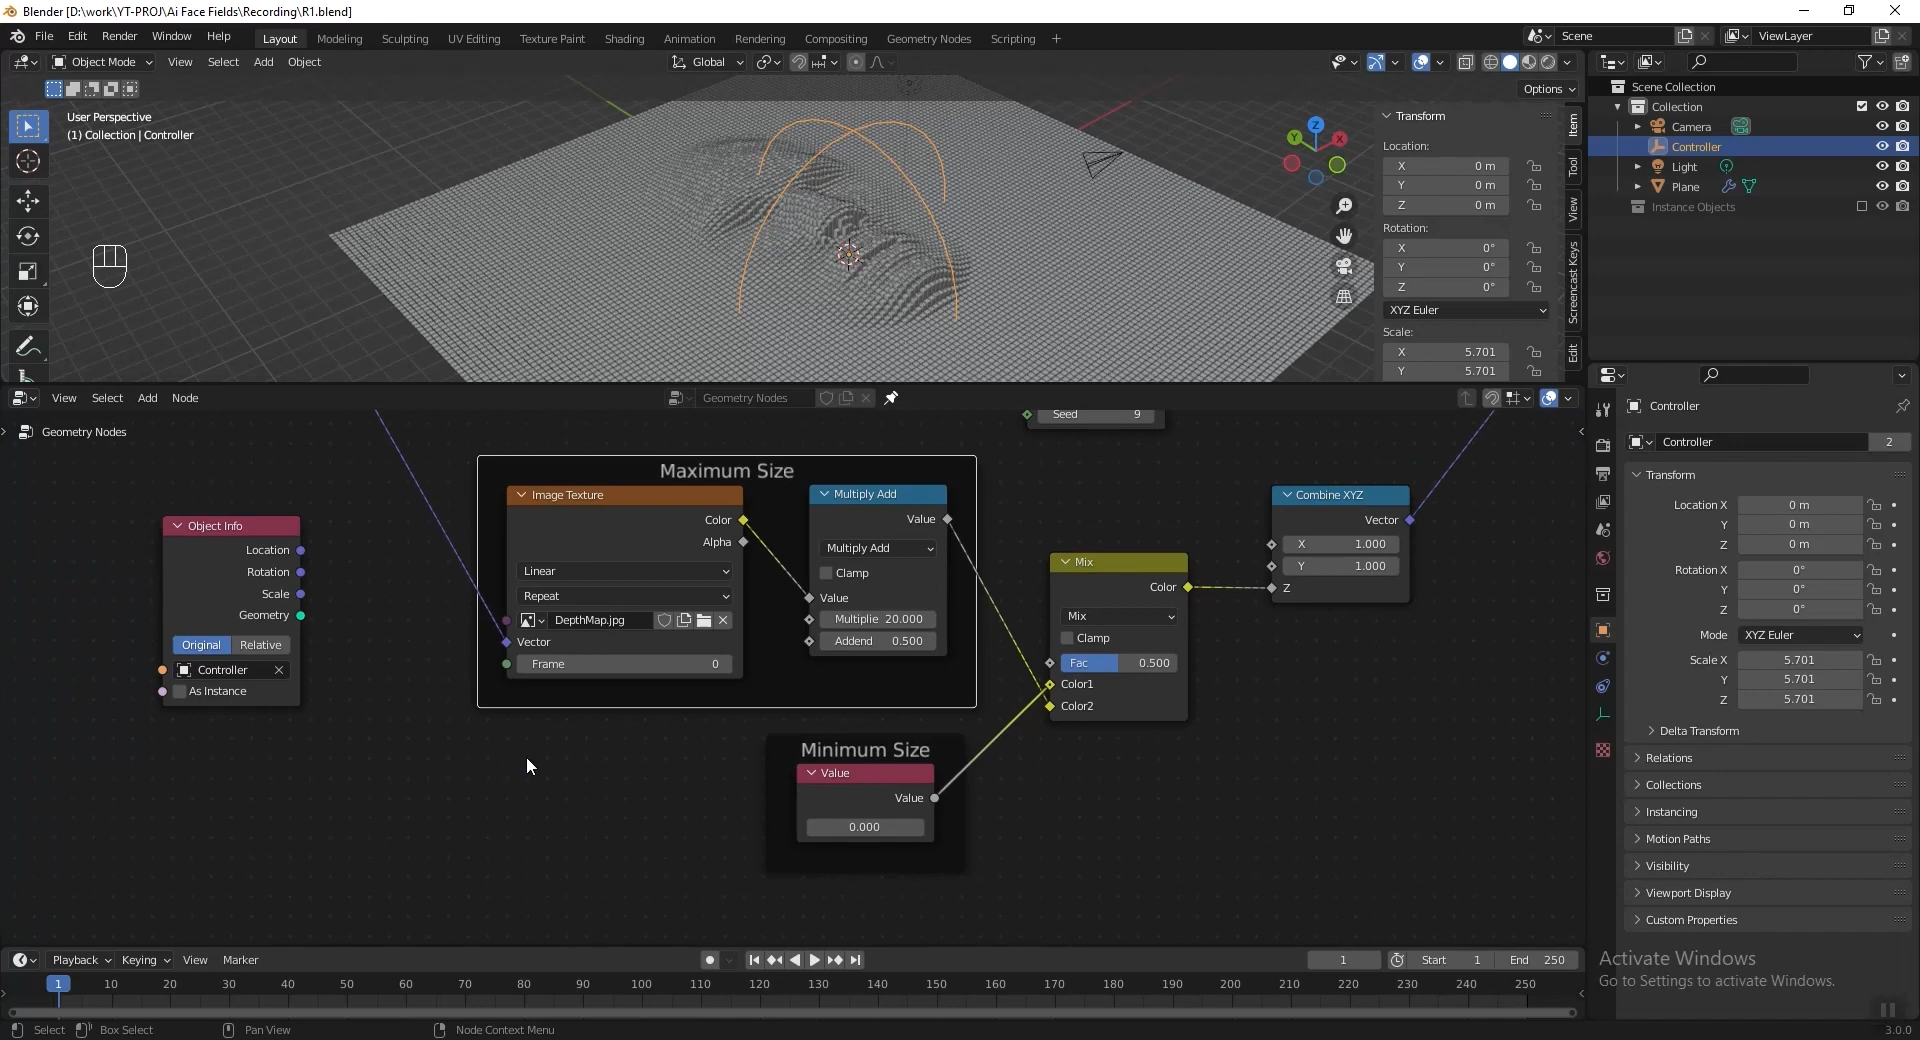 Blender [D:\work\YT-PROJ\Ai Face Fields\Recording\R1.blend]
File Edit Render Window Help Layout Modeling Sculpting UV Editing Texture Paint Shading Animation Rendering Compositing Geometry Nodes Scripting + Scene ViewLayer
Object Mode View Select Add Object Global
Options
User Perspective
(1) Collection | Controller
Z
Y
X
Transform
Location:
X 0 m
Y 0 m
Z 0 m
Rotation:
X 0°
Y 0°
Z 0°
XYZ Euler
Scale:
X 5.701
Y 5.701
Item
Tool
View
Screencast Keys
Edit
Scene Collection
Collection
Camera
Controller
Light
Plane
Instance Objects
View Select Add Node Geometry Nodes
Geometry Nodes
Seed 9
Object Info
Location
Rotation
Scale
Geometry
Original Relative
Controller
As Instance
Maximum Size
Image Texture
Color
Alpha
Linear
Repeat
DepthMap.jpg
Vector
Frame 0
Multiply Add
Value
Multiply Add
Clamp
Value
Multiplie 20.000
Addend 0.500
Minimum Size
Value
Value
0.000
Mix
Color
Mix
Clamp
Fac 0.500
Color1
Color2
Combine XYZ
Vector
X 1.000
Y 1.000
Z
Controller
Controller 2
Transform
Location X 0 m
Y 0 m
Z 0 m
Rotation X 0°
Y 0°
Z 0°
Mode XYZ Euler
Scale X 5.701
Y 5.701
Z 5.701
Delta Transform
Relations
Collections
Instancing
Motion Paths
Visibility
Viewport Display
Custom Properties
Activate Windows
Go to Settings to activate Windows.
Playback Keying View Marker 1 Start 1 End 250
1 10 20 30 40 50 60 70 80 90 100 110 120 130 140 150 160 170 180 190 200 210 220 230 240 250
Select Box Select Pan View Node Context Menu 3.0.0